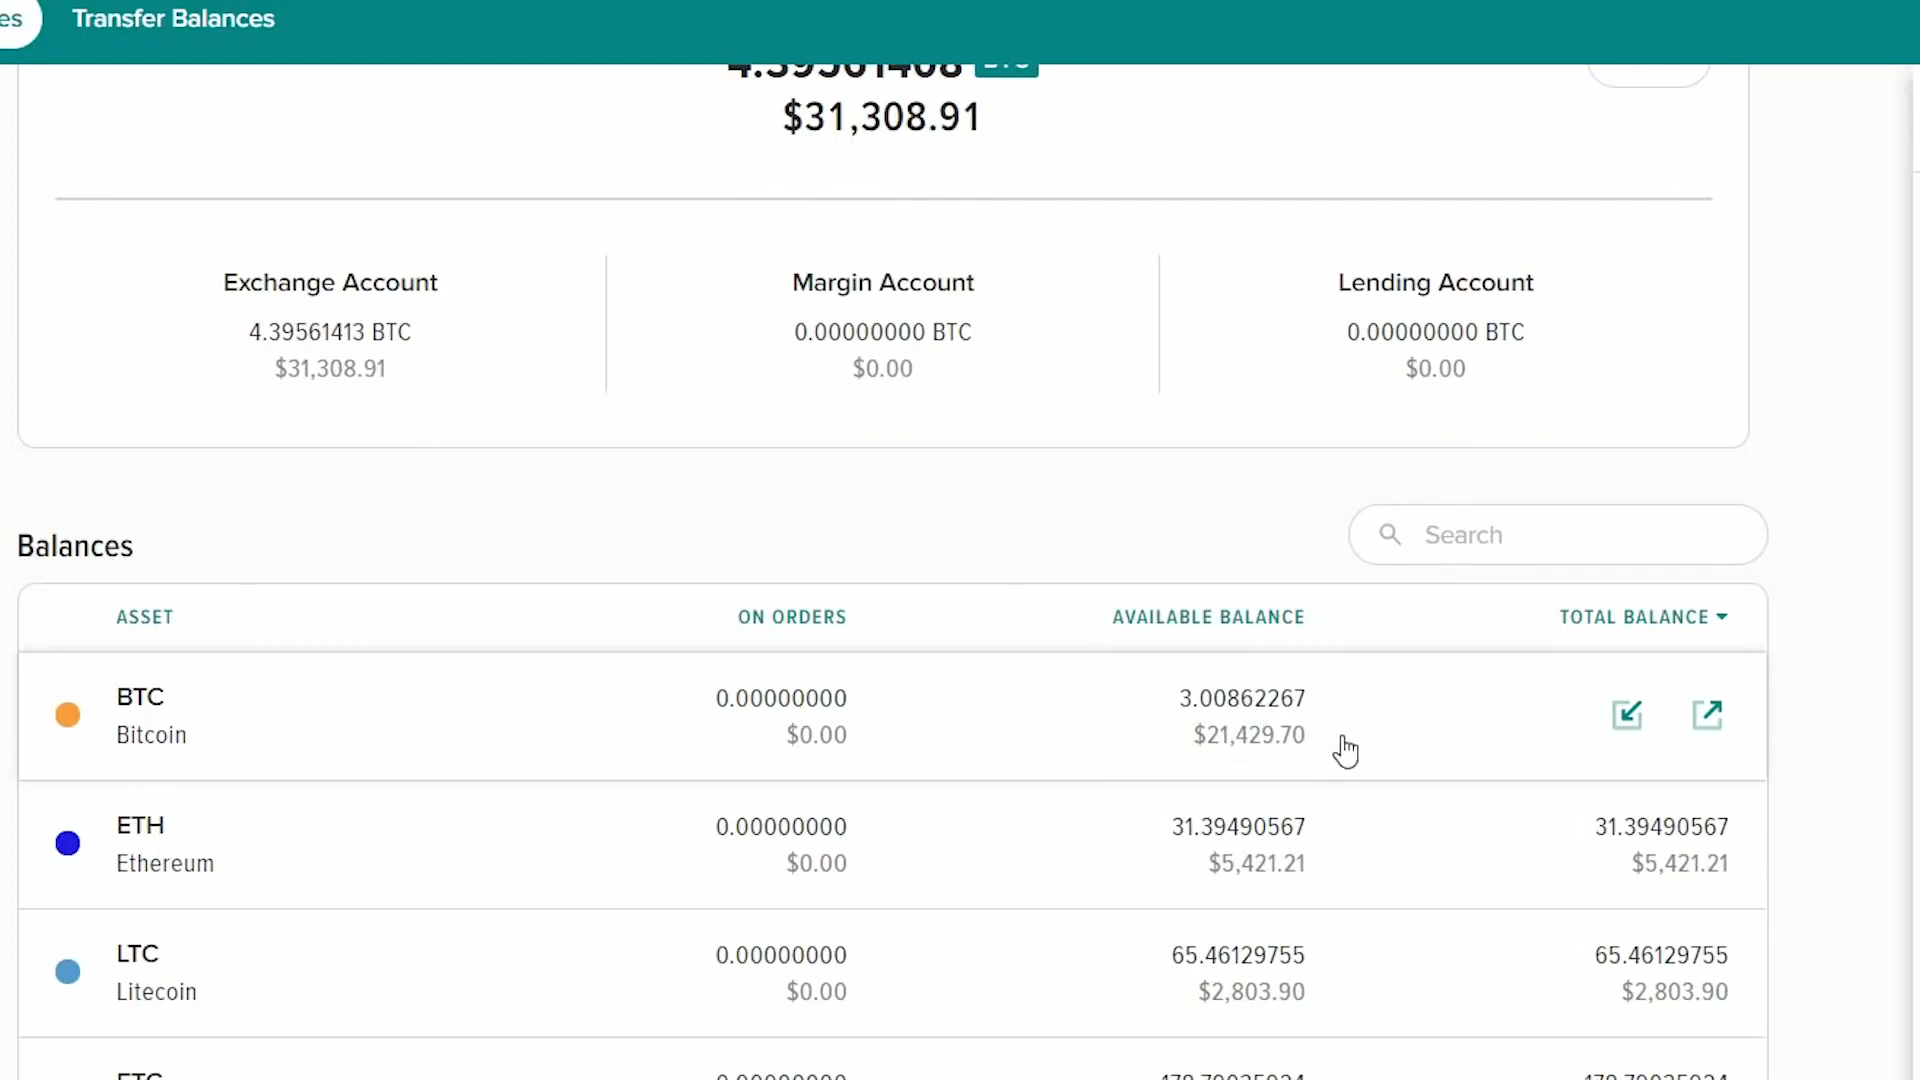 es Transfer Balances
$31,308.91
Exchange Account Margin Account Lending Account
4.39561413 BTC 0.00000000 BTC 0.00000000 BTC
$31,308.91 $0.00 $0.00
Balances
Search
ASSET ON ORDERS AVAILABLE BALANCE TOTAL BALANCE
BTC 0.00000000 3.00862267
Bitcoin $0.00 $21,429.70
ETH 0.00000000 31.39490567 31.39490567
Ethereum $0.00 $5,421.21 $5,421.21
LTC 0.00000000 65.46129755 65.46129755
Litecoin $0.00 $2,803.90 $2,803.90